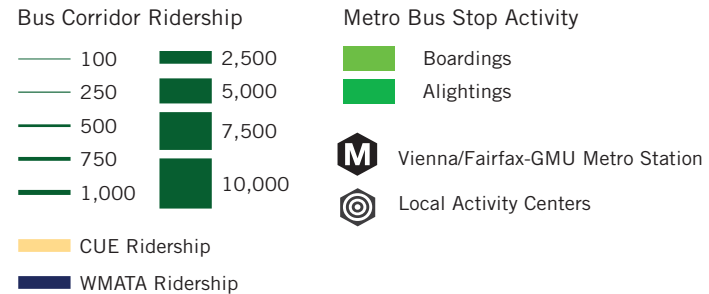 Bus Corridor Ridership
100
250
500
750
1,000
2,500
5,000
7,500
10,000
CUE Ridership
WMATA Ridership
Metro Bus Stop Activity
Boardings
Alightings
M
Vienna/Fairfax-GMU Metro Station
Local Activity Centers